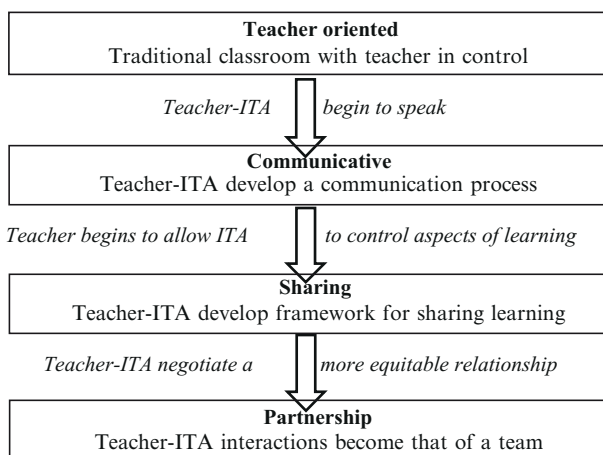 Teacher oriented
Traditional classroom with teacher in control
Teacher-ITA begin to speak
Communicative
Teacher-ITA develop a communication process
Teacher begins to allow ITA to control aspects of learning
Sharing
Teacher-ITA develop framework for sharing learning
Teacher-ITA negotiate a more equitable relationship
Partnership
Teacher-ITA interactions become that of a team